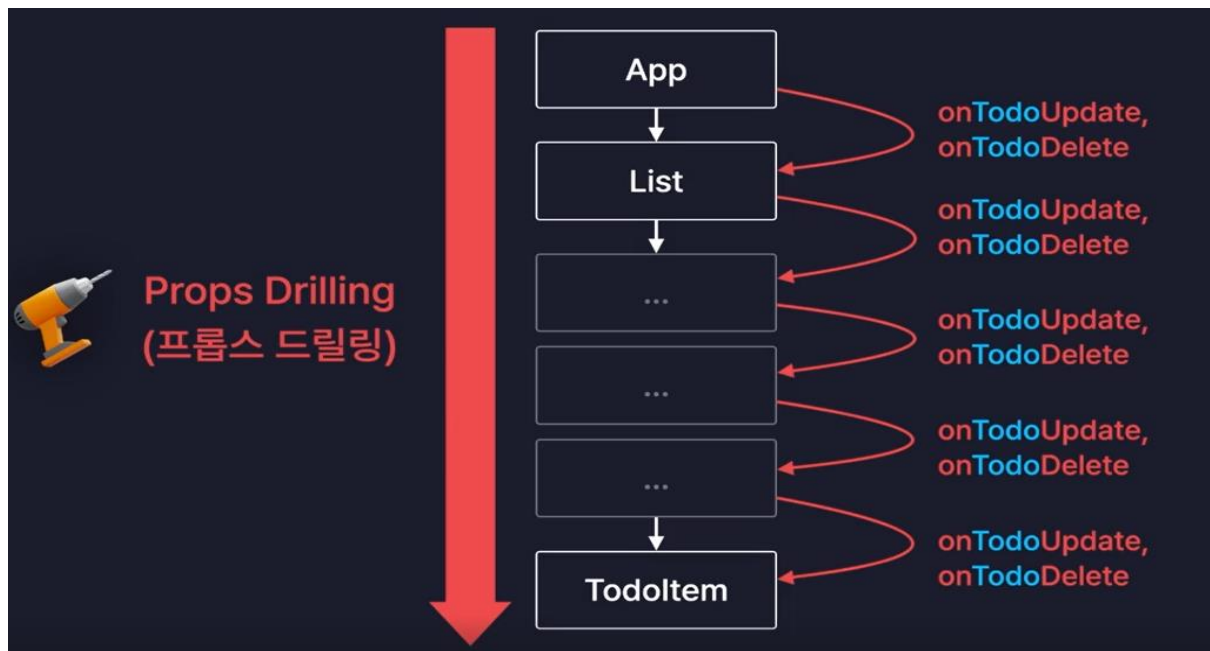 App
onTodoUpdate,
onTodoDelete
List
onTodoUpdate,
onTodoDelete
Props Drilling
(프롭스 드릴링)
...
onTodoUpdate,
onTodoDelete
...
onTodoUpdate,
onTodoDelete
...
onTodoUpdate,
onTodoDelete
TodoItem